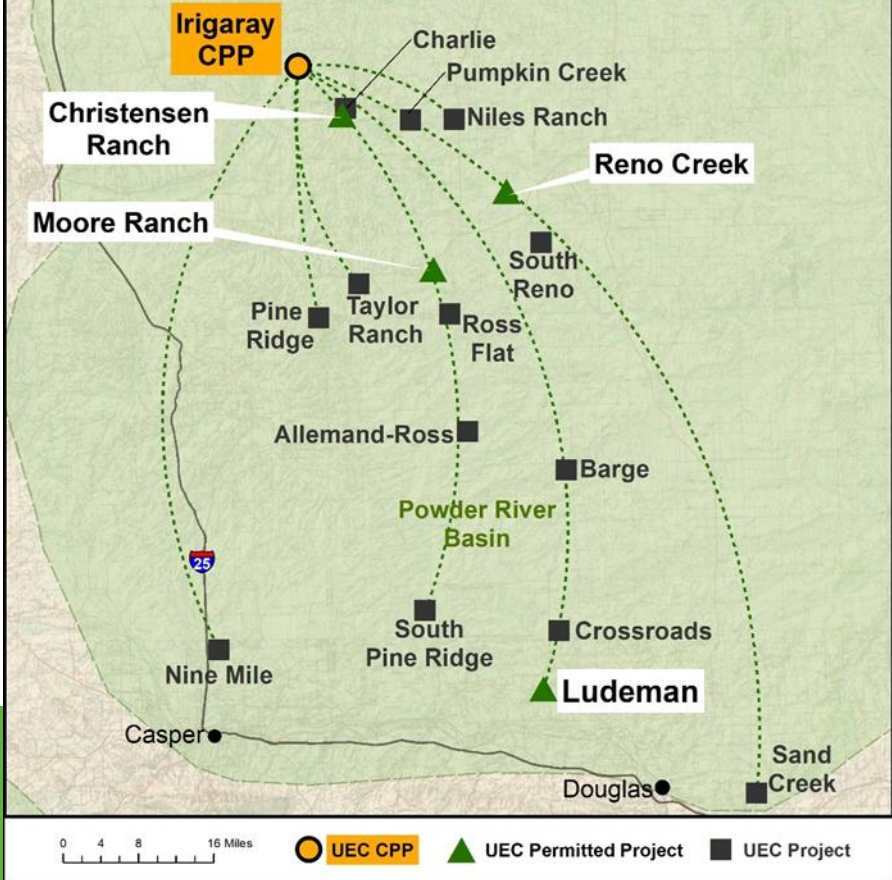 Irigaray
CPP
Charlie
Pumpkin Creek
Christensen
Ranch
Niles Ranch
Reno Creek
Moore Ranch
South
Reno
Pine
Ridge
Taylor
Ranch
Ross
Flat
Allemand-Ross
Barge
Powder River
Basin
25
South
Pine Ridge
Crossroads
Nine Mile
Ludeman
Casper
Sand
Creek
Douglas
0 4 8 16 Miles
UEC CPP
UEC Permitted Project
UEC Project